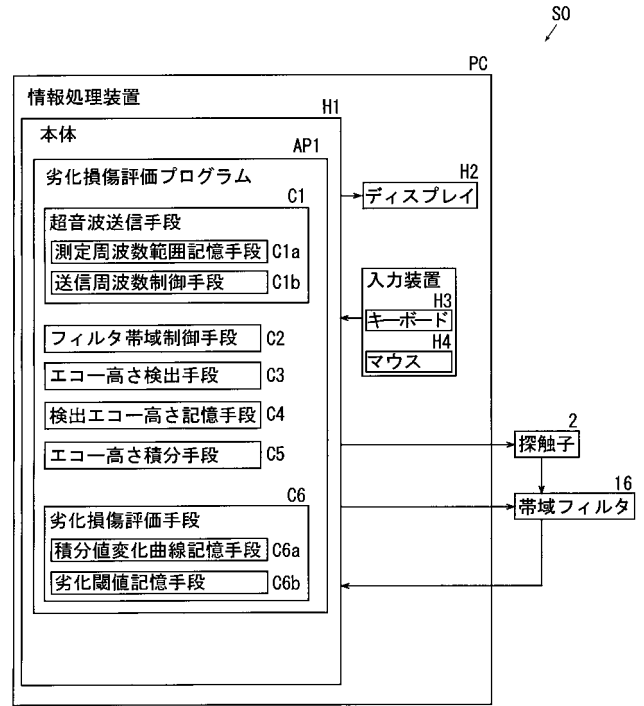 S0
PC
情報処理装置
H1
本体
AP1
劣化損傷評価プログラム
C1
超音波送信手段
測定周波数範囲記憶手段 C1a
送信周波数制御手段 C1b
フィルタ帯域制御手段 C2
エコー高さ検出手段 C3
検出エコー高さ記憶手段 C4
エコー高さ積分手段 C5
C6
劣化損傷評価手段
積分値変化曲線記憶手段 C6a
劣化閾値記憶手段 C6b
H2
ディスプレイ
入力装置
H3
キーボード
H4
マウス
2
探触子
16
帯域フィルタ